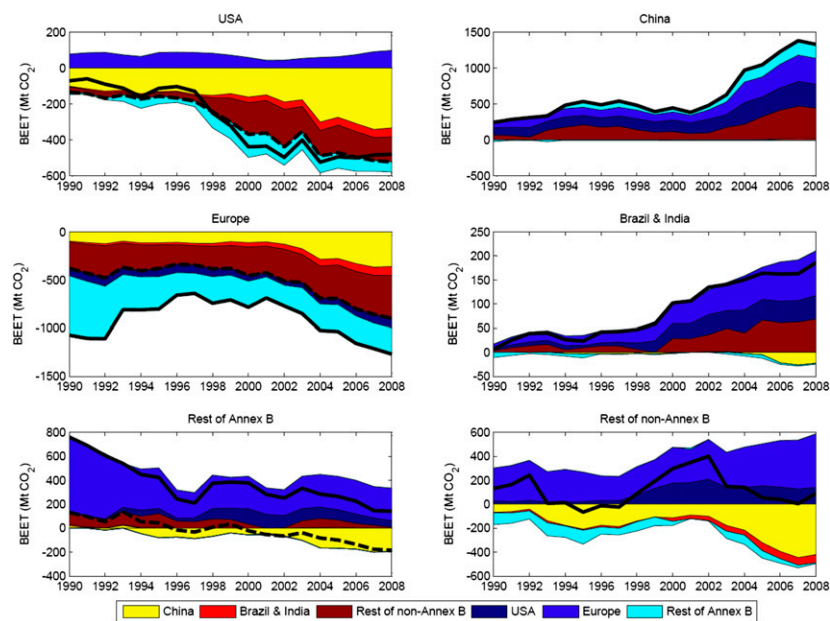 USA
BEET (Mt CO2)
200
0
-200
-400
-600
1990 1992 1994 1996 1998 2000 2002 2004 2006 2008
China
BEET (Mt CO2)
1500
1000
500
0
-500
1990 1992 1994 1996 1998 2000 2002 2004 2006 2008
Europe
BEET (Mt CO2)
0
-500
-1000
-1500
1990 1992 1994 1996 1998 2000 2002 2004 2006 2008
Brazil & India
BEET (Mt CO2)
250
200
150
100
50
0
-50
1990 1992 1994 1996 1998 2000 2002 2004 2006 2008
Rest of Annex B
BEET (Mt CO2)
800
600
400
200
0
-200
-400
1990 1992 1994 1996 1998 2000 2002 2004 2006 2008
Rest of non-Annex B
BEET (Mt CO2)
600
400
200
0
-200
-400
-600
1990 1992 1994 1996 1998 2000 2002 2004 2006 2008
China Brazil & India Rest of non-Annex B USA Europe Rest of Annex B